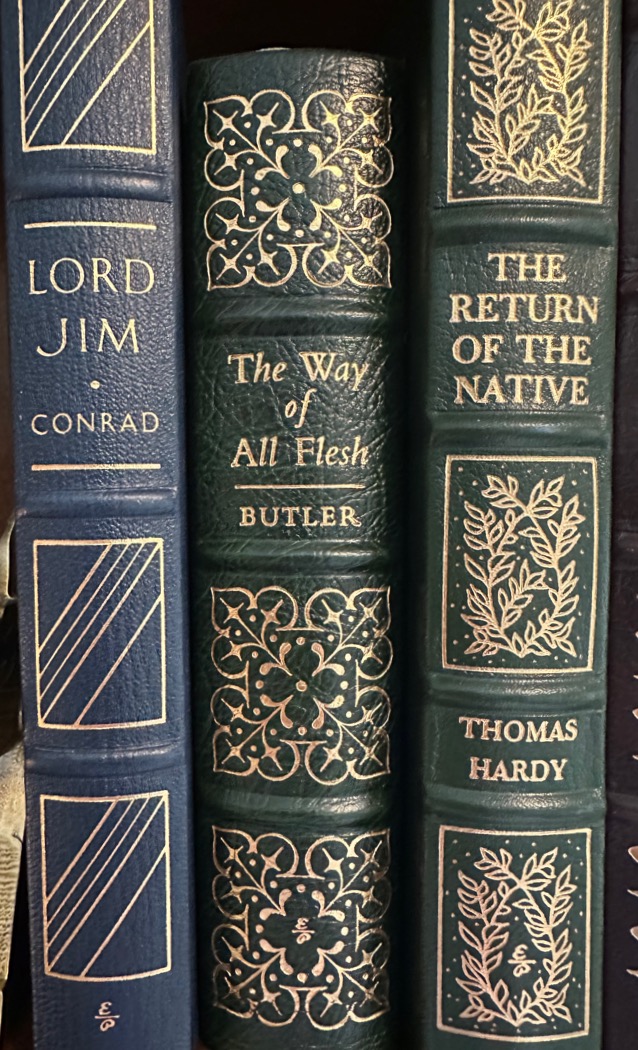 LORD
JIM
•
CONRAD
The Way
of
All Flesh
BUTLER
THE
RETURN
OF THE
NATIVE
THOMAS
HARDY